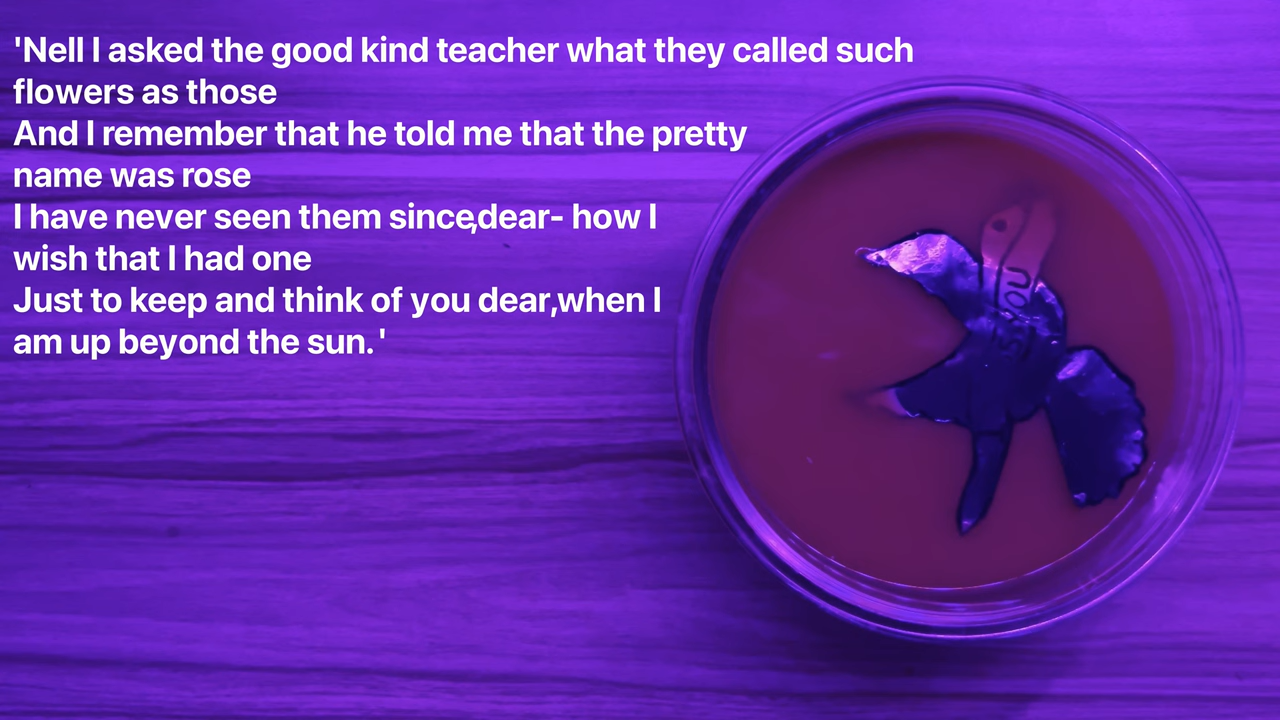 'Nell I asked the good kind teacher what they called such
flowers as those
And I remember that he told me that the pretty
name was rose
I have never seen them since,dear- how I
wish that I had one
Just to keep and think of you dear,when I
am up beyond the sun. '
YOU